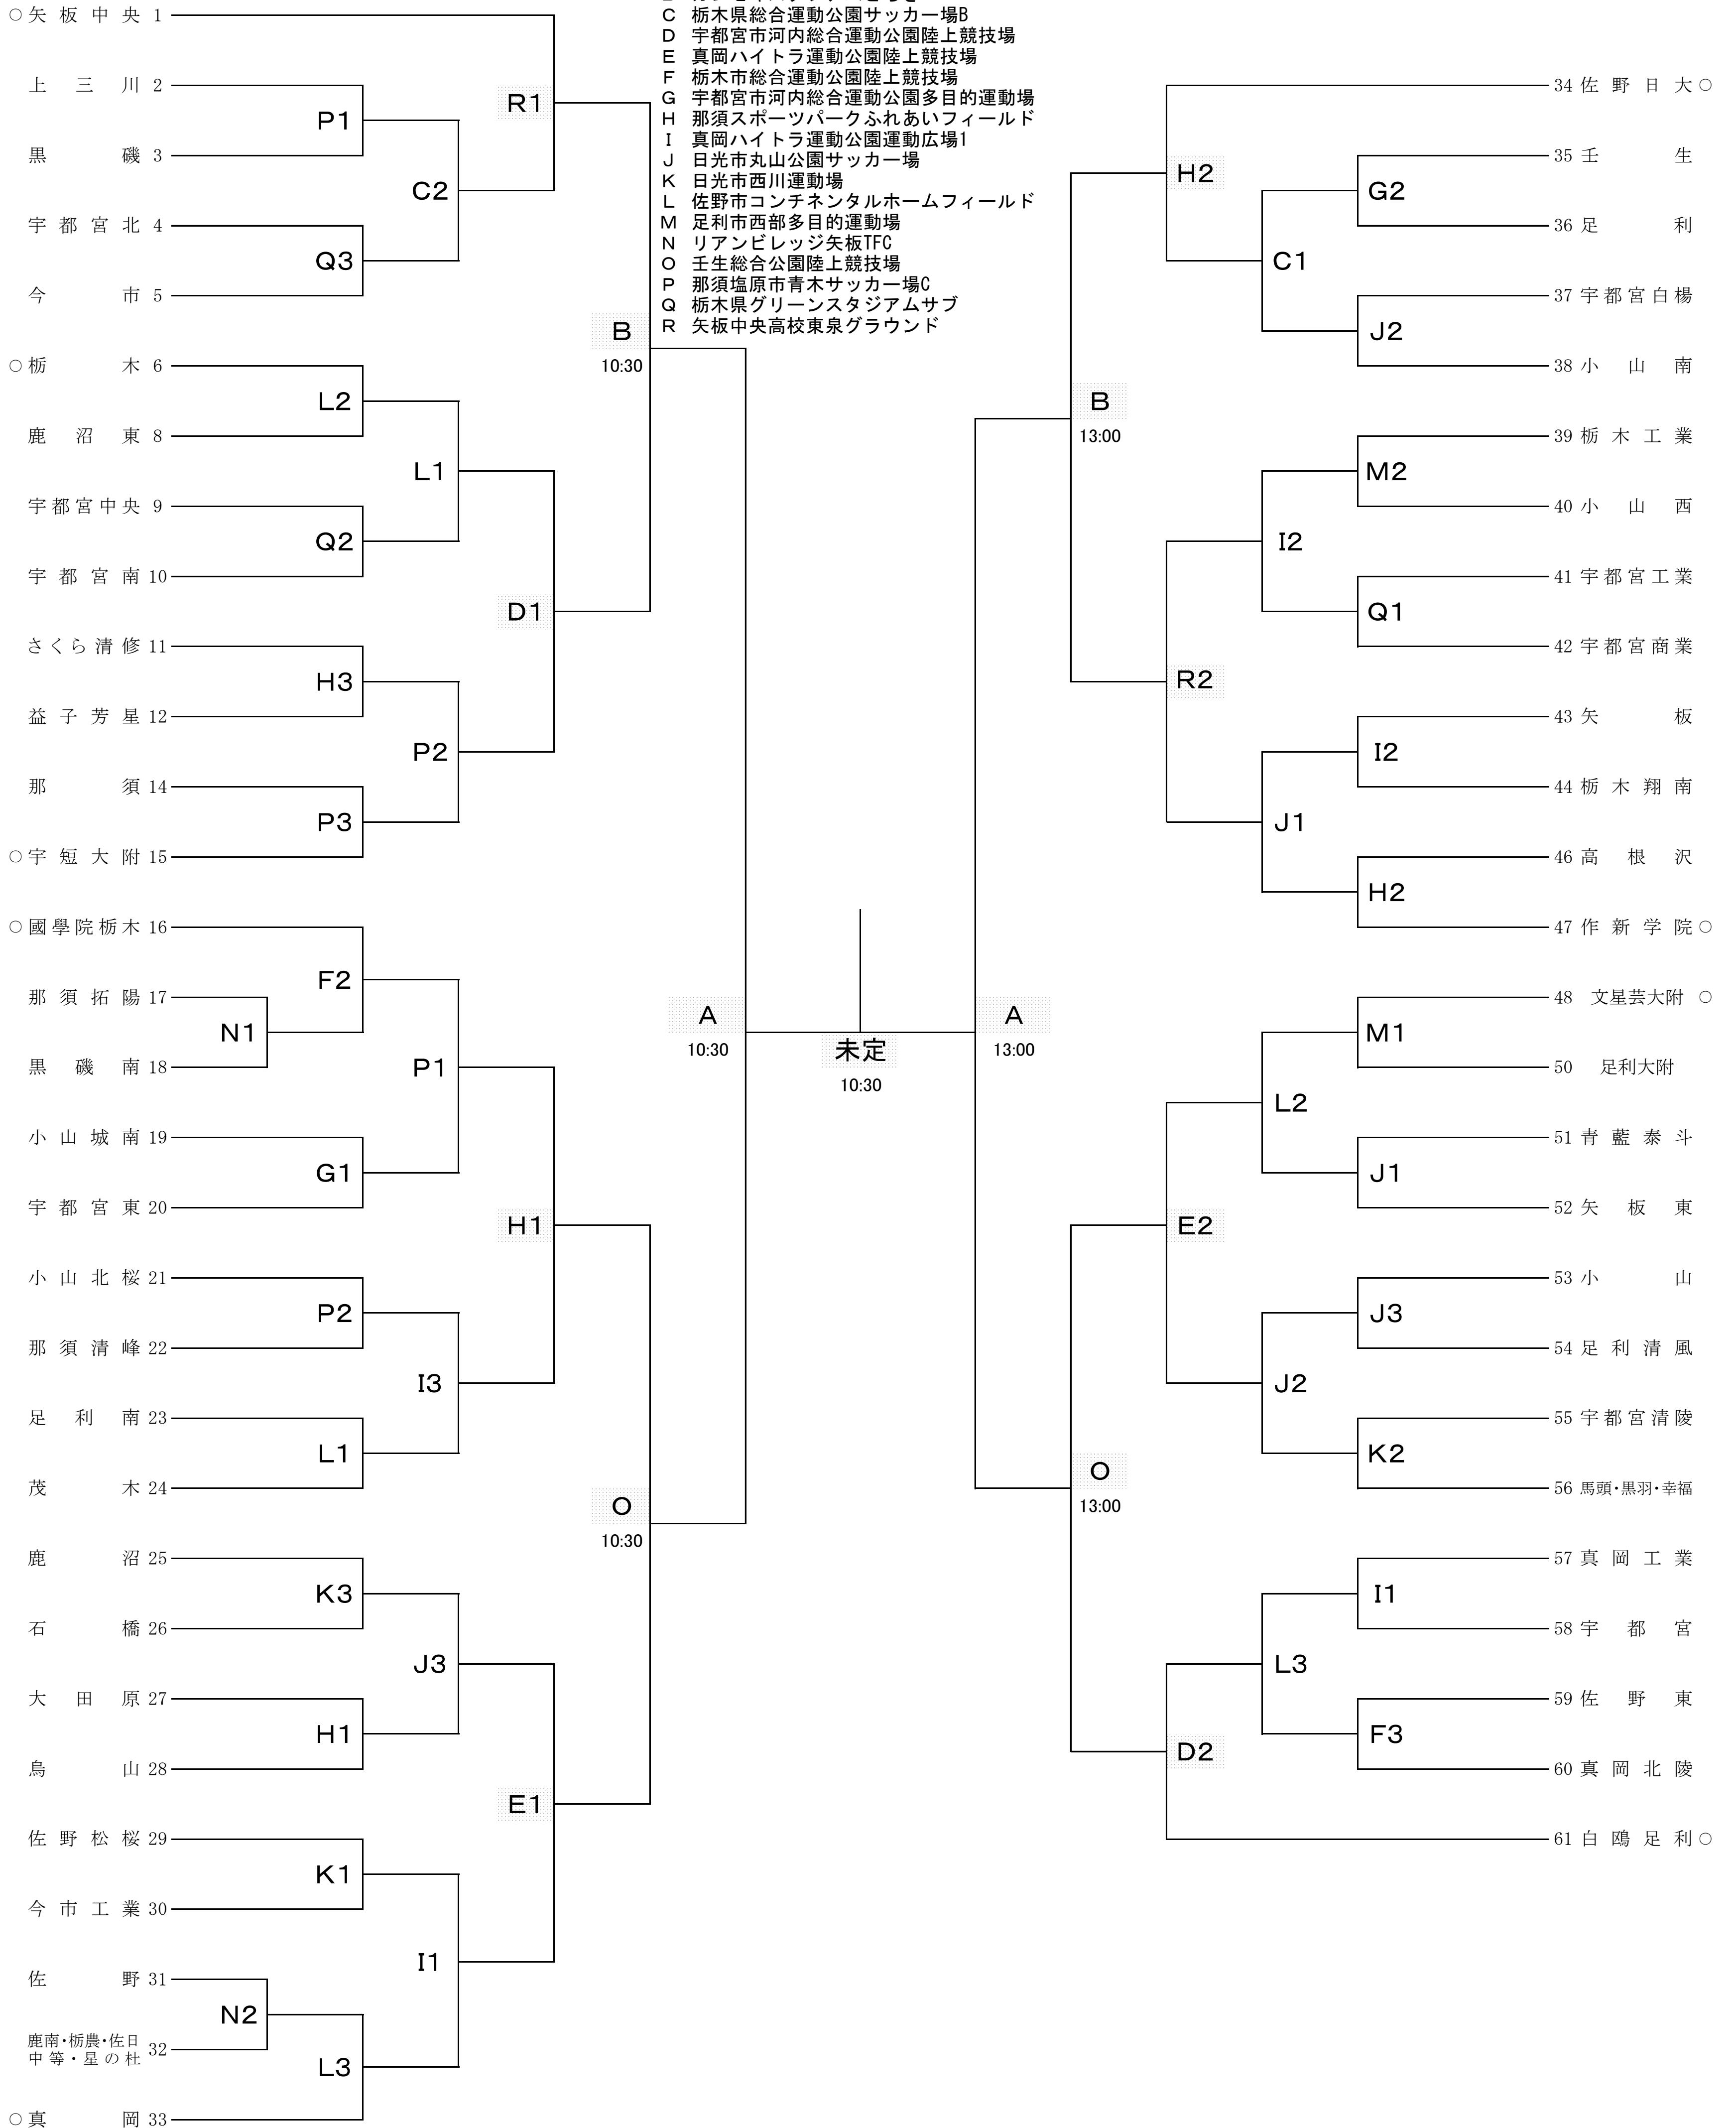 ○ 矢板中央 1
上三川 2
P1
黒磯 3
C2
宇都宮北 4
Q3
今市 5
R1
○ 栃木 6
L2
鹿沼東 8
L1
宇都宮中央 9
Q2
宇都宮南 10
D1
さくら清修 11
H3
益子芳星 12
P2
那須 14
P3
○ 宇短大附 15
B
10:30
○ 國學院栃木 16
F2
那須拓陽 17
N1
黒磯南 18
P1
小山城南 19
G1
宇都宮東 20
H1
小山北桜 21
P2
那須清峰 22
I3
足利南 23
L1
茂木 24
O
10:30
鹿沼 25
K3
石橋 26
J3
大田原 27
H1
烏山 28
E1
佐野松桜 29
K1
今市工業 30
I1
佐野 31
N2
鹿南・栃農・佐日
中等・星の杜 32
L3
○ 真岡 33
C 栃木県総合運動公園サッカー場B
D 宇都宮市河内総合運動公園陸上競技場
E 真岡ハイトラ運動公園陸上競技場
F 栃木市総合運動公園陸上競技場
G 宇都宮市河内総合運動公園多目的運動場
H 那須スポーツパークふれあいフィールド
I 真岡ハイトラ運動公園運動広場1
J 日光市丸山公園サッカー場
K 日光市西川運動場
L 佐野市コンチネンタルホームフィールド
M 足利市西部多目的運動場
N リアンビレッジ矢板TFC
O 壬生総合公園陸上競技場
P 那須塩原市青木サッカー場C
Q 栃木県グリーンスタジアムサブ
R 矢板中央高校東泉グラウンド
A
10:30
未定
10:30
A
13:00
34 佐野日大 ○
H2
35 壬生
G2
36 足利
C1
37 宇都宮白楊
J2
38 小山南
B
13:00
39 栃木工業
M2
40 小山西
I2
41 宇都宮工業
Q1
42 宇都宮商業
R2
43 矢板
I2
44 栃木翔南
J1
46 高根沢
H2
47 作新学院 ○
48 文星芸大附 ○
M1
50 足利大附
L2
51 青藍泰斗
J1
52 矢板東
E2
53 小山
J3
54 足利清風
J2
55 宇都宮清陵
K2
56 馬頭・黒羽・幸福
O
13:00
57 真岡工業
I1
58 宇都宮
L3
59 佐野東
F3
60 真岡北陵
D2
61 白鴎足利 ○